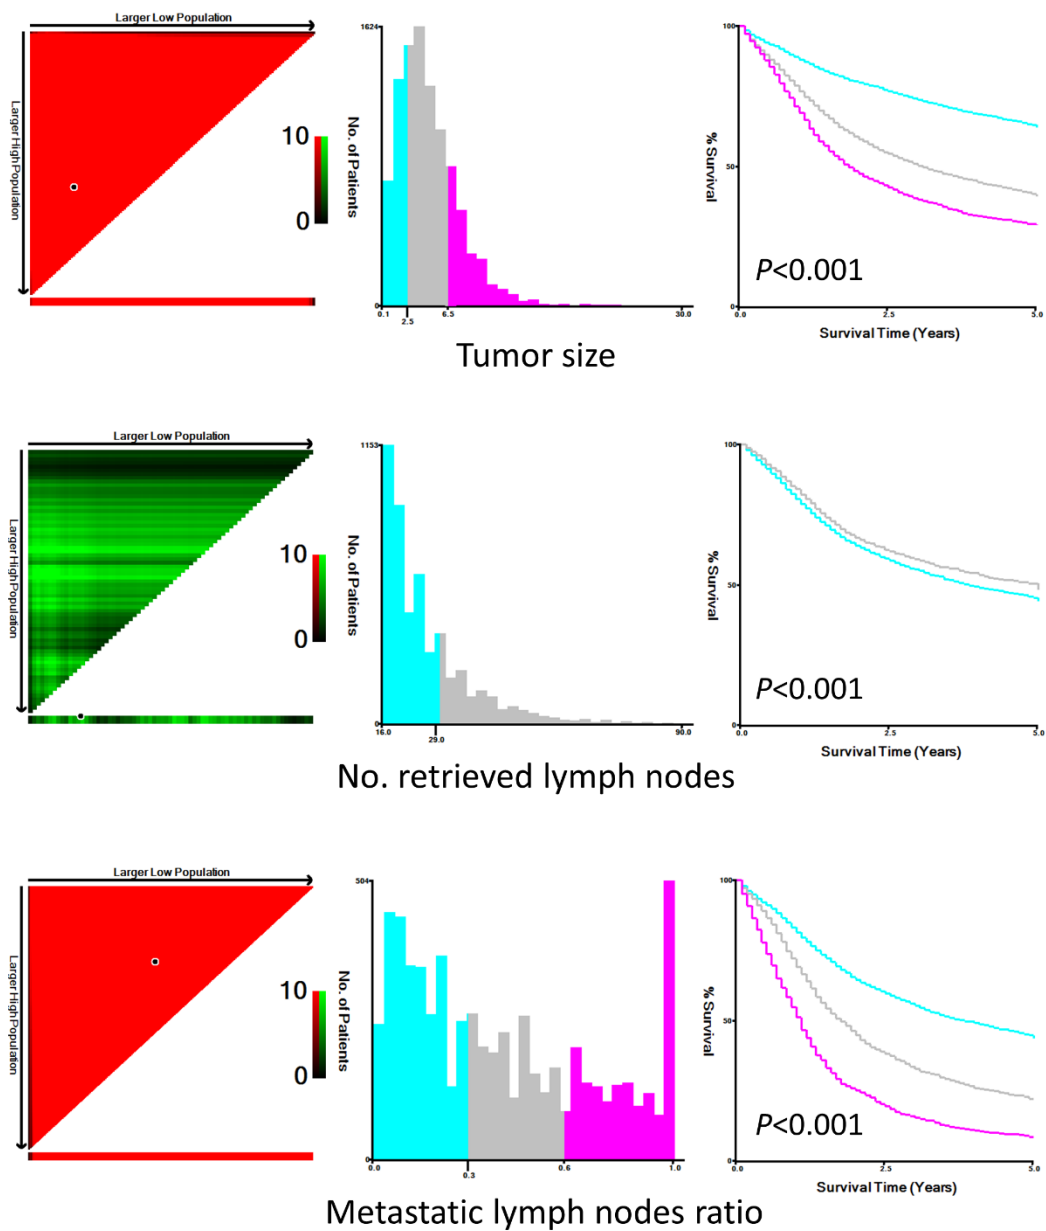 Larger Low Population
Larger High Population
10
0
1624
No. of Patients
0
0.1
2.5
6.5
30.0
Tumor size
100
% Survival
50
0
P<0.001
0.0
2.5
5.0
Survival Time (Years)
Larger Low Population
Larger High Population
10
0
1153
No. of Patients
0
16.0
29.0
90.0
No. retrieved lymph nodes
100
% Survival
50
0
P<0.001
0.0
2.5
5.0
Survival Time (Years)
Larger Low Population
Larger High Population
10
0
504
No. of Patients
0
0.0
0.3
0.6
1.0
Metastatic lymph nodes ratio
100
% Survival
50
0
P<0.001
0.0
2.5
5.0
Survival Time (Years)